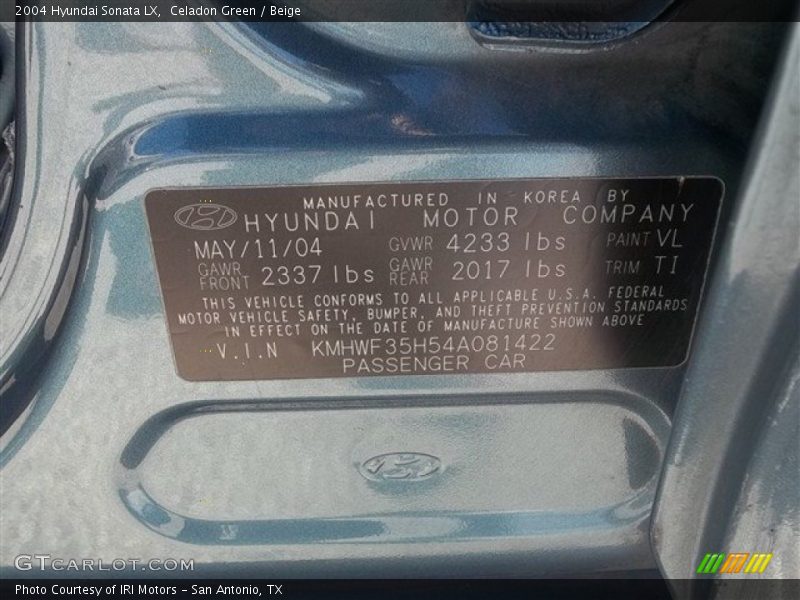 2004 Hyundai Sonata LX,  Celadon Green / Beige
MANUFACTURED IN KOREA BY
HYUNDAI MOTOR COMPANY
MAY/11/04 GVWR 4233 lbs PAINT VL
GAWR FRONT 2337 lbs GAWR REAR 2017 lbs TRIM TI
THIS VEHICLE CONFORMS TO ALL APPLICABLE U.S.A. FEDERAL
MOTOR VEHICLE SAFETY, BUMPER, AND THEFT PREVENTION STANDARDS
IN EFFECT ON THE DATE OF MANUFACTURE SHOWN ABOVE
V.I.N KMHWF35H54A081422
PASSENGER CAR
GTCARLOT.COM
Photo Courtesy of IRI Motors - San Antonio, TX